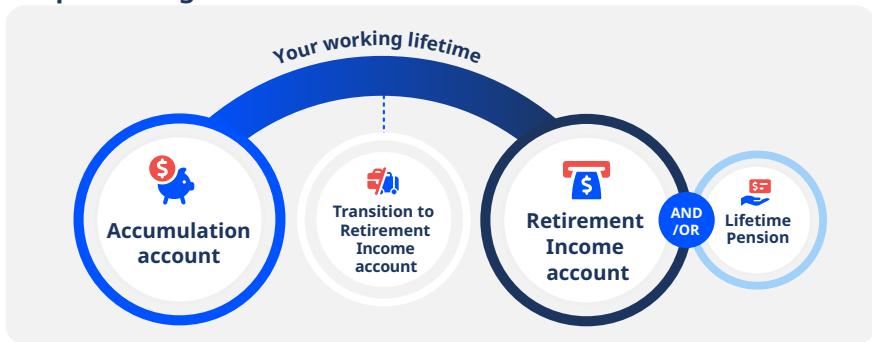 Your working lifetime
$
Accumulation
account
Transition to
Retirement
Income
account
$
Retirement
Income
account
AND
/OR
$
Lifetime
Pension